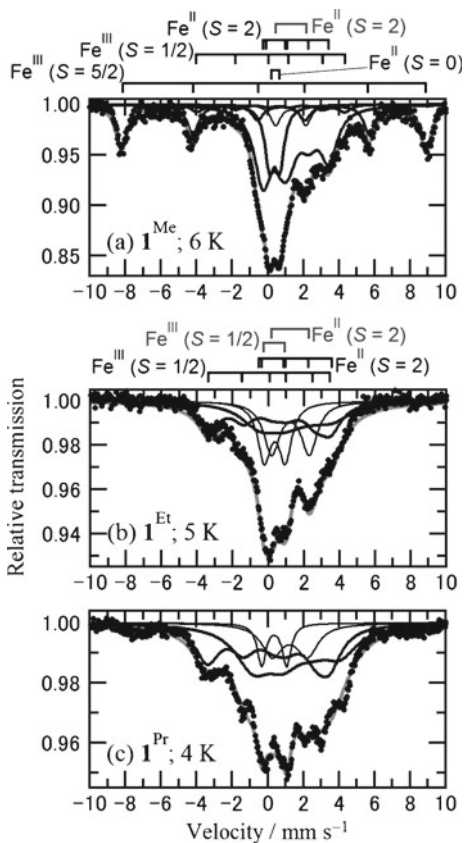 Fe^II (S = 2)
Fe^II (S = 2)
Fe^III (S = 1/2)
Fe^III (S = 5/2)
Fe^II (S = 0)
1.00
0.95
0.90
0.85
(a) 1^Me; 6 K
−10 −8 −6 −4 −2 0 2 4 6 8 10
Fe^III (S = 1/2)
Fe^II (S = 2)
Fe^III (S = 1/2)
Fe^II (S = 2)
1.00
0.98
0.96
0.94
(b) 1^Et; 5 K
−10 −8 −6 −4 −2 0 2 4 6 8 10
Relative transmission
1.00
0.98
0.96
(c) 1^Pr; 4 K
−10 −8 −6 −4 −2 0 2 4 6 8 10
Velocity / mm s⁻¹